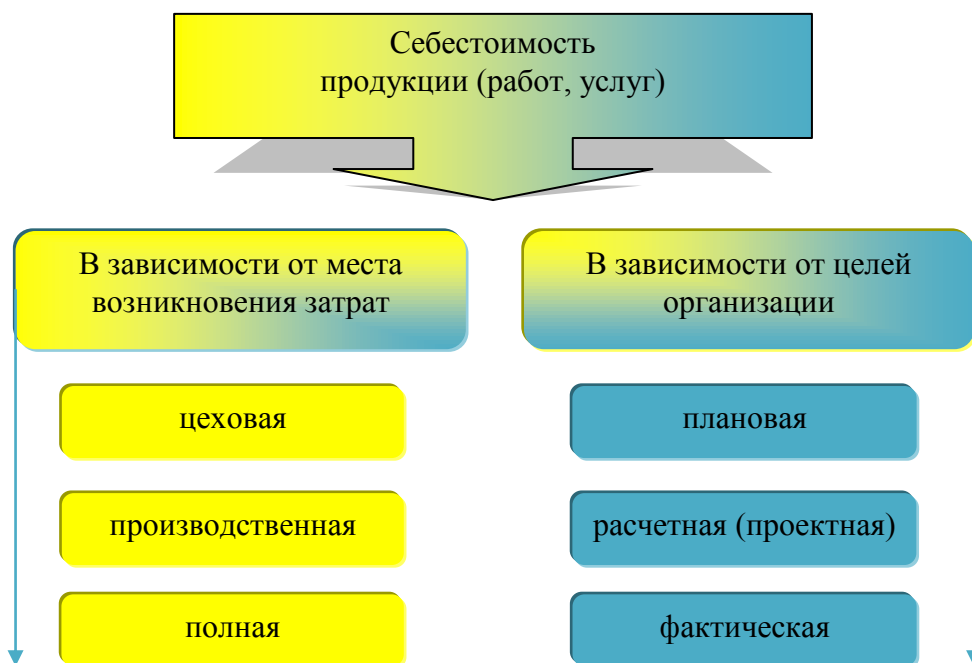 Себестоимость
продукции (работ, услуг)
В зависимости от места
возникновения затрат
В зависимости от целей
организации
цеховая
плановая
производственная
расчетная (проектная)
полная
фактическая